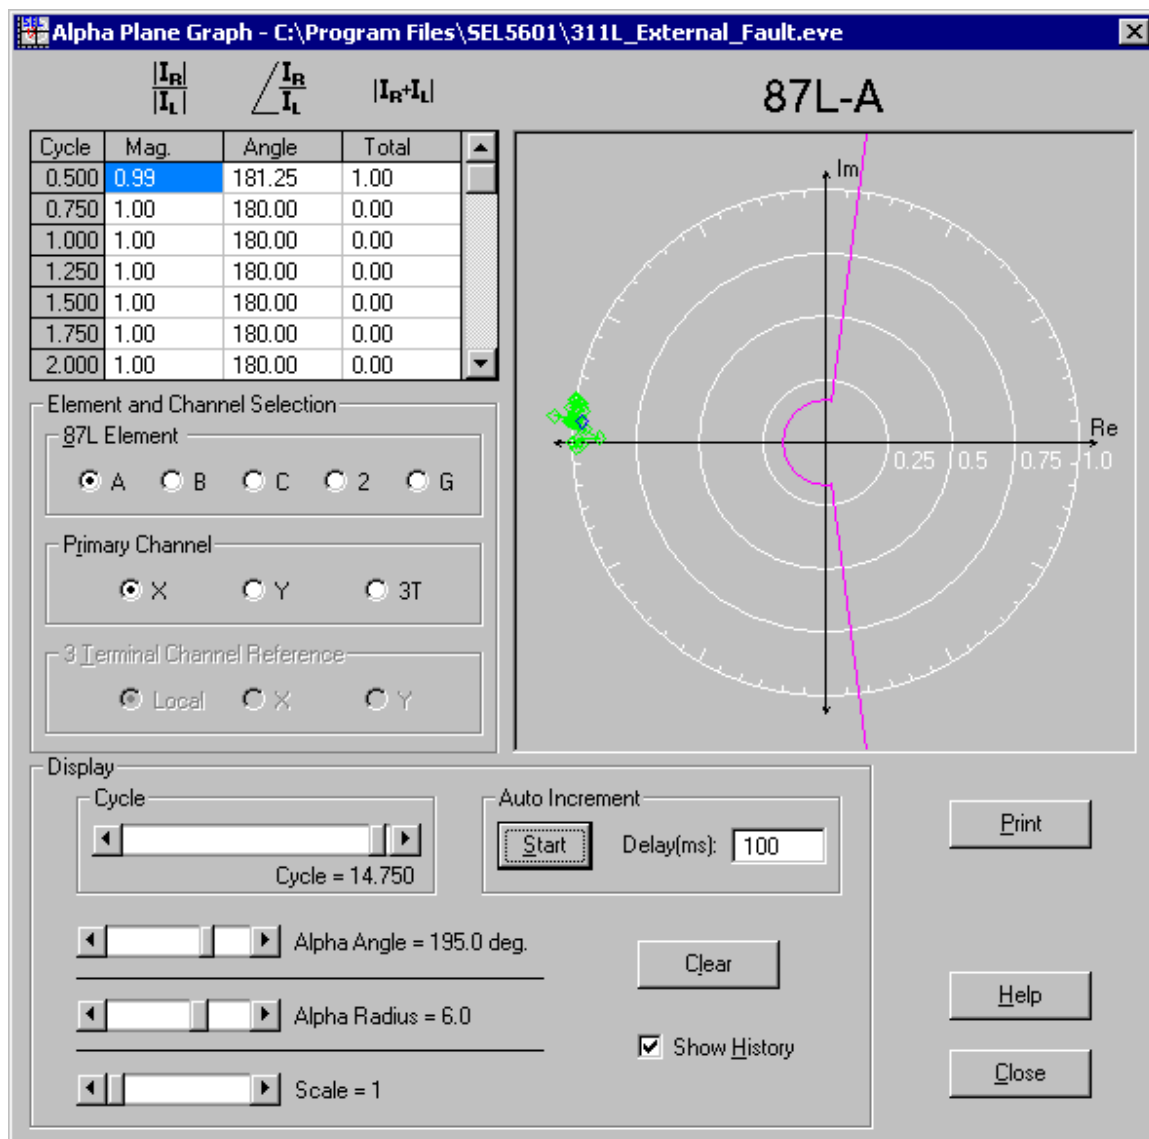 SEL Alpha Plane Graph - C:\Program Files\SEL5601\311L_External_Fault.eve
|IR| / |IL| ∠ IR / IL |IR+IL|
87L-A
Cycle Mag. Angle Total
0.500 0.99 181.25 1.00
0.750 1.00 180.00 0.00
1.000 1.00 180.00 0.00
1.250 1.00 180.00 0.00
1.500 1.00 180.00 0.00
1.750 1.00 180.00 0.00
2.000 1.00 180.00 0.00
Im
Re
0.25 0.5 0.75 1.0
Element and Channel Selection
87L Element
A B C 2 G
Primary Channel
X Y 3T
3 Terminal Channel Reference
Local X Y
Display
Cycle
Cycle = 14.750
Auto Increment
Start Delay(ms): 100
Print
Alpha Angle = 195.0 deg.
Clear
Alpha Radius = 6.0
Help
Show History
Scale = 1
Close